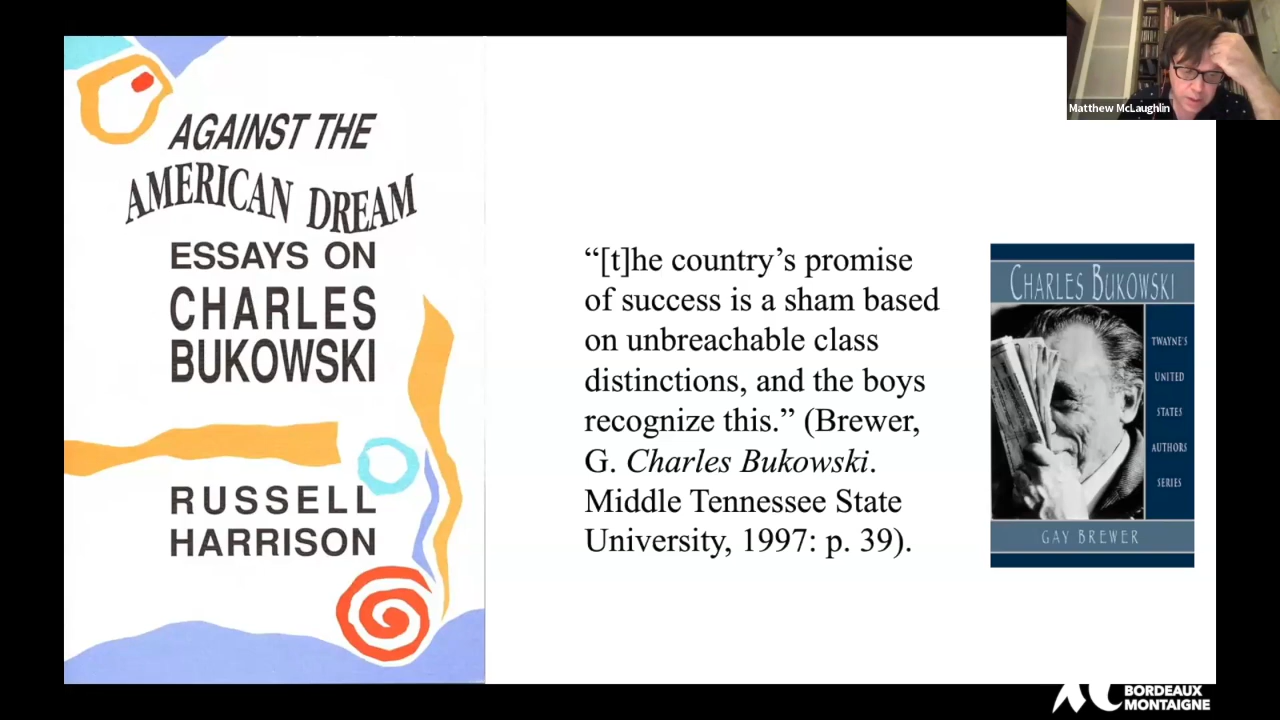 AGAINST THE
AMERICAN DREAM
ESSAYS ON
CHARLES
BUKOWSKI
RUSSELL
HARRISON
“[t]he country’s promise
of success is a sham based
on unbreachable class
distinctions, and the boys
recognize this.” (Brewer,
G. Charles Bukowski.
Middle Tennessee State
University, 1997: p. 39).
CHARLES BUKOWSKI
TWAYNE'S
UNITED
STATES
AUTHORS
SERIES
GAY BREWER
Matthew McLaughlin
BORDEAUX
MONTAIGNE